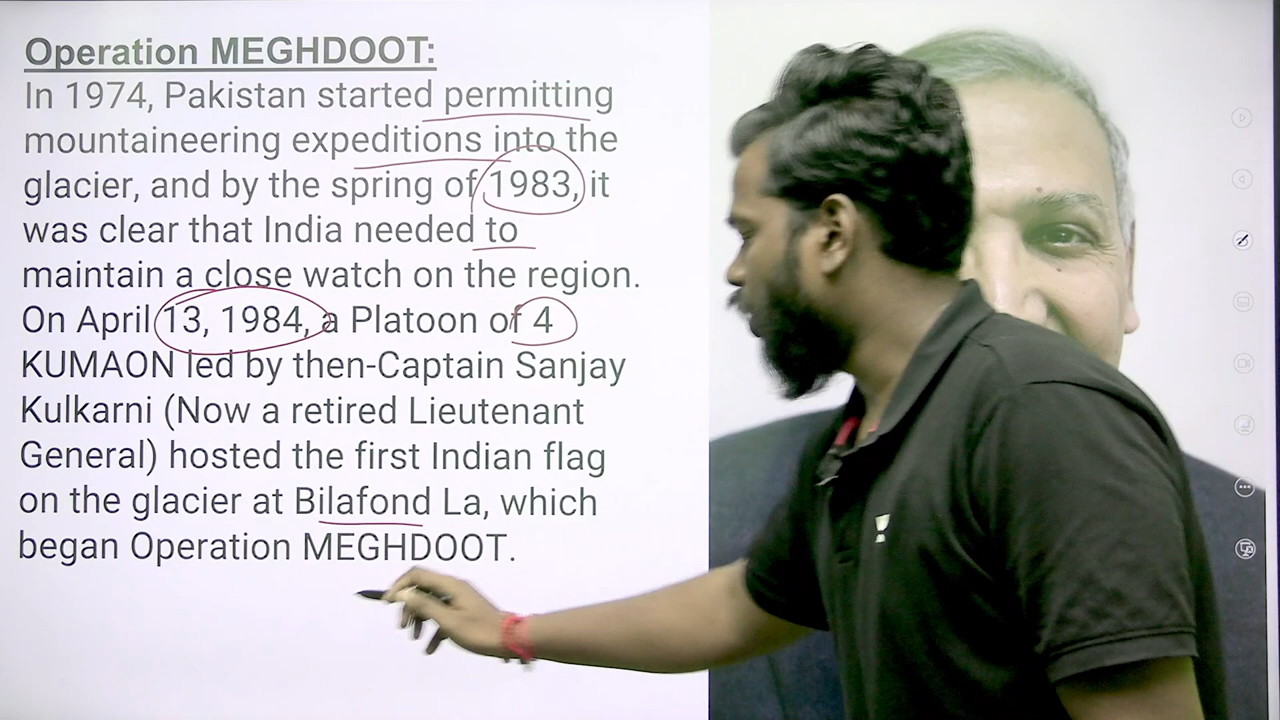 Operation MEGHDOOT:
In 1974, Pakistan started permitting
mountaineering expeditions into the
glacier, and by the spring of 1983, it
was clear that India needed to
maintain a close watch on the region.
On April 13, 1984, a Platoon of 4
KUMAON led by then-Captain Sanjay
Kulkarni (Now a retired Lieutenant
General) hosted the first Indian flag
on the glacier at Bilafond La, which
began Operation MEGHDOOT.